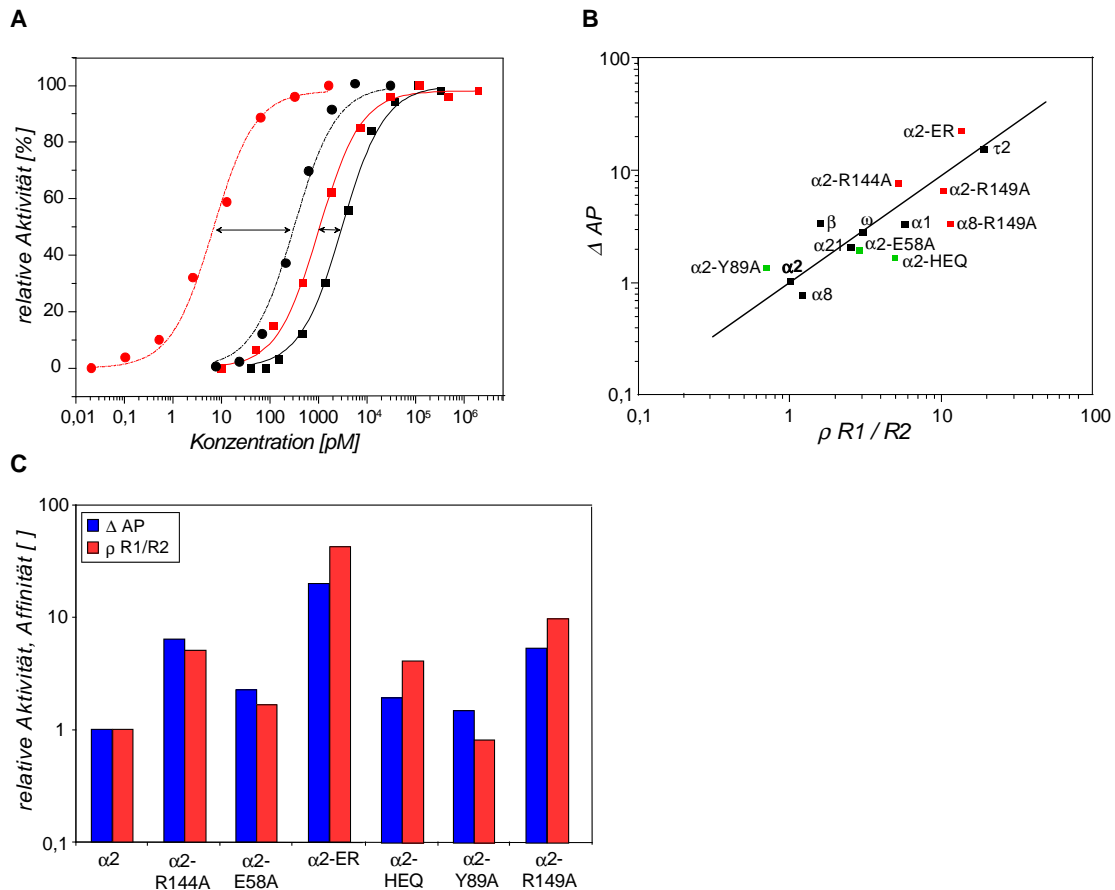 A
relative Aktivität [%]
100
80
60
40
20
0
0,01
0,1
1
10
100
1000
10⁴
10⁵
10⁶
Konzentration [pM]
B
Δ AP
100
10
1
0,1
0,1
1
10
100
ρ R1 / R2
α2-ER
τ2
α2-R144A
α2-R149A
β
ω
α1
α8-R149A
α21
α2-E58A
α2-HEQ
α2-Y89A
α2
α8
C
relative Aktivität, Affinität [ ]
100
10
1
0,1
Δ AP
ρ R1/R2
α2
α2-
R144A
α2-
E58A
α2-ER
α2-
HEQ
α2-
Y89A
α2-
R149A